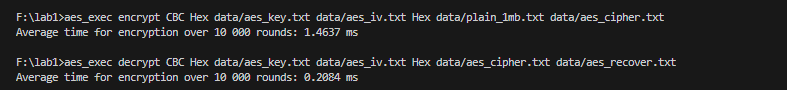 F:\lab1>aes_exec encrypt CBC Hex data/aes_key.txt data/aes_iv.txt Hex data/plain_1mb.txt data/aes_cipher.txt
Average time for encryption over 10 000 rounds: 1.4637 ms
F:\lab1>aes_exec decrypt CBC Hex data/aes_key.txt data/aes_iv.txt Hex data/aes_cipher.txt data/aes_recover.txt
Average time for encryption over 10 000 rounds: 0.2084 ms